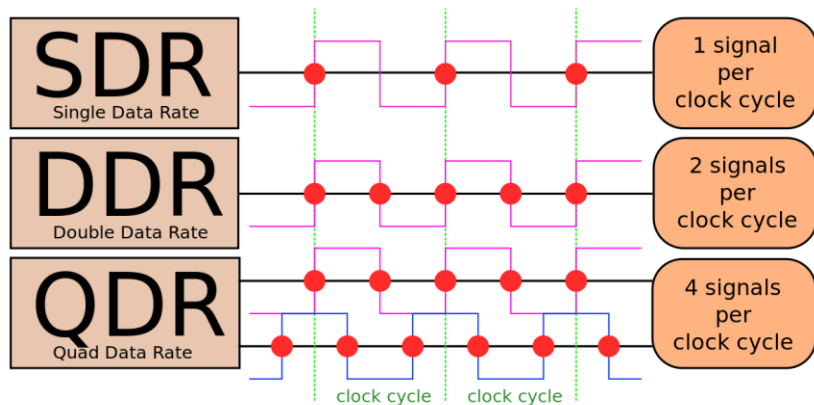 SDR
Single Data Rate
1 signal
per
clock cycle
DDR
Double Data Rate
2 signals
per
clock cycle
QDR
Quad Data Rate
4 signals
per
clock cycle
clock cycle
clock cycle